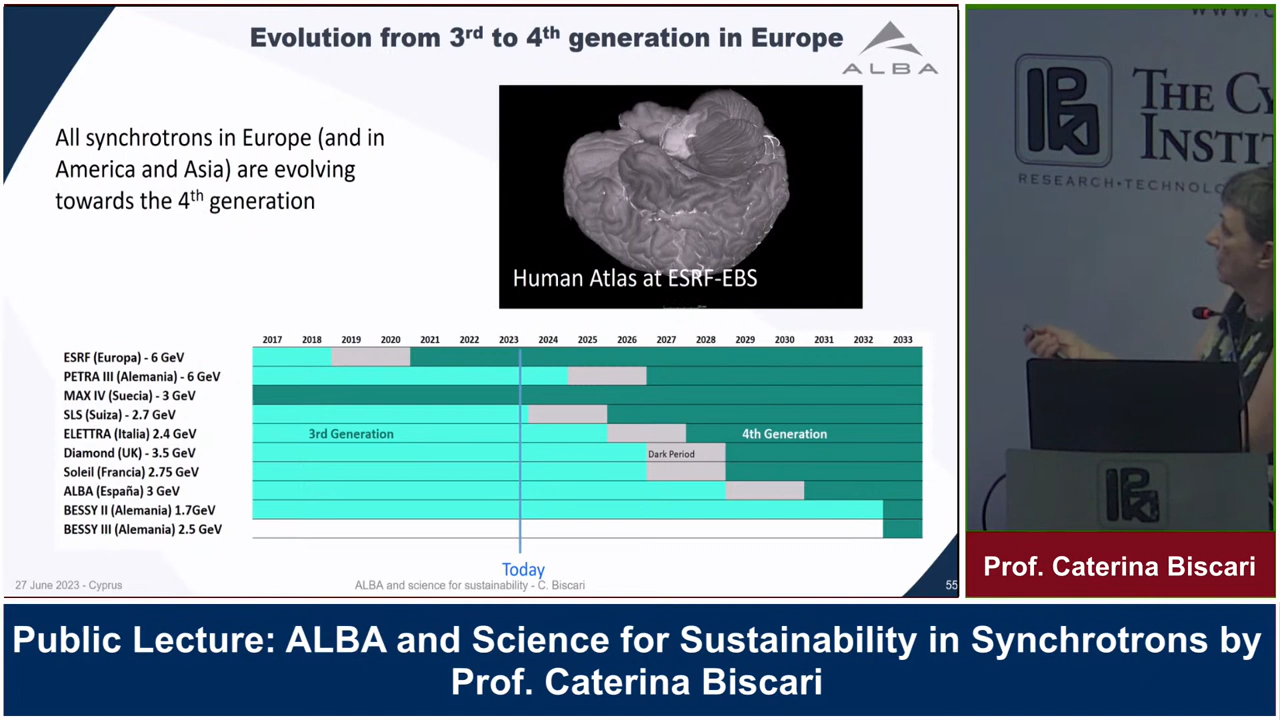 Evolution from 3rd to 4th generation in Europe
ALBA
All synchrotrons in Europe (and in
America and Asia) are evolving
towards the 4th generation
Human Atlas at ESRF-EBS
2017 2018 2019 2020 2021 2022 2023 2024 2025 2026 2027 2028 2029 2030 2031 2032 2033
ESRF (Europa) - 6 GeV
PETRA III (Alemania) - 6 GeV
MAX IV (Suecia) - 3 GeV
SLS (Suiza) - 2.7 GeV
ELETTRA (Italia) 2.4 GeV
3rd Generation
4th Generation
Diamond (UK) - 3.5 GeV
Dark Period
Soleil (Francia) 2.75 GeV
ALBA (España) 3 GeV
BESSY II (Alemania) 1.7GeV
BESSY III (Alemania) 2.5 GeV
Today
27 June 2023 - Cyprus
ALBA and science for sustainability - C. Biscari
55
www.c
THE CY
INSTIT
RESEARCH•TECHNOLO
Prof. Caterina Biscari
Public Lecture: ALBA and Science for Sustainability in Synchrotrons by
Prof. Caterina Biscari